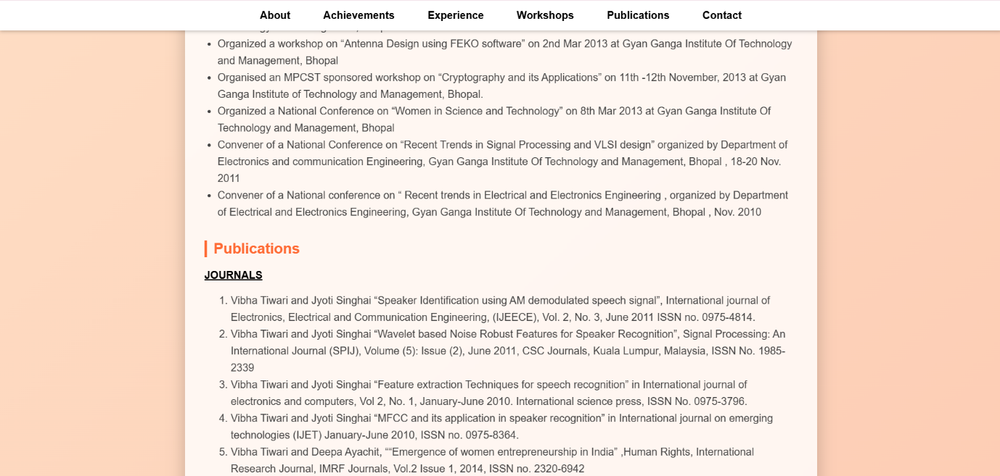 About Achievements Experience Workshops Publications Contact
Organized a workshop on “Antenna Design using FEKO software” on 2nd Mar 2013 at Gyan Ganga Institute Of Technology
and Management, Bhopal
Organised an MPCST sponsored workshop on “Cryptography and its Applications” on 11th -12th November, 2013 at Gyan
Ganga Institute of Technology and Management, Bhopal.
Organized a National Conference on “Women in Science and Technology” on 8th Mar 2013 at Gyan Ganga Institute Of
Technology and Management, Bhopal
Convener of a National Conference on “Recent Trends in Signal Processing and VLSI design” organized by Department of
Electronics and communication Engineering, Gyan Ganga Institute Of Technology and Management, Bhopal , 18-20 Nov.
2011
Convener of a National conference on “ Recent trends in Electrical and Electronics Engineering , organized by Department
of Electrical and Electronics Engineering, Gyan Ganga Institute Of Technology and Management, Bhopal , Nov. 2010
Publications
JOURNALS
1. Vibha Tiwari and Jyoti Singhai “Speaker Identification using AM demodulated speech signal”, International journal of
Electronics, Electrical and Communication Engineering, (IJEECE), Vol. 2, No. 3, June 2011 ISSN no. 0975-4814.
2. Vibha Tiwari and Jyoti Singhai “Wavelet based Noise Robust Features for Speaker Recognition”, Signal Processing: An
International Journal (SPIJ), Volume (5): Issue (2), June 2011, CSC Journals, Kuala Lumpur, Malaysia, ISSN No. 1985-
2339
3. Vibha Tiwari and Jyoti Singhai “Feature extraction Techniques for speech recognition” in International journal of
electronics and computers, Vol 2, No. 1, January-June 2010. International science press, ISSN No. 0975-3796.
4. Vibha Tiwari and Jyoti Singhai “MFCC and its application in speaker recognition” in International journal on emerging
technologies (IJET) January-June 2010, ISSN no. 0975-8364.
5. Vibha Tiwari and Deepa Ayachit, ““Emergence of women entrepreneurship in India” ,Human Rights, International
Research Journal, IMRF Journals, Vol.2 Issue 1, 2014, ISSN no. 2320-6942